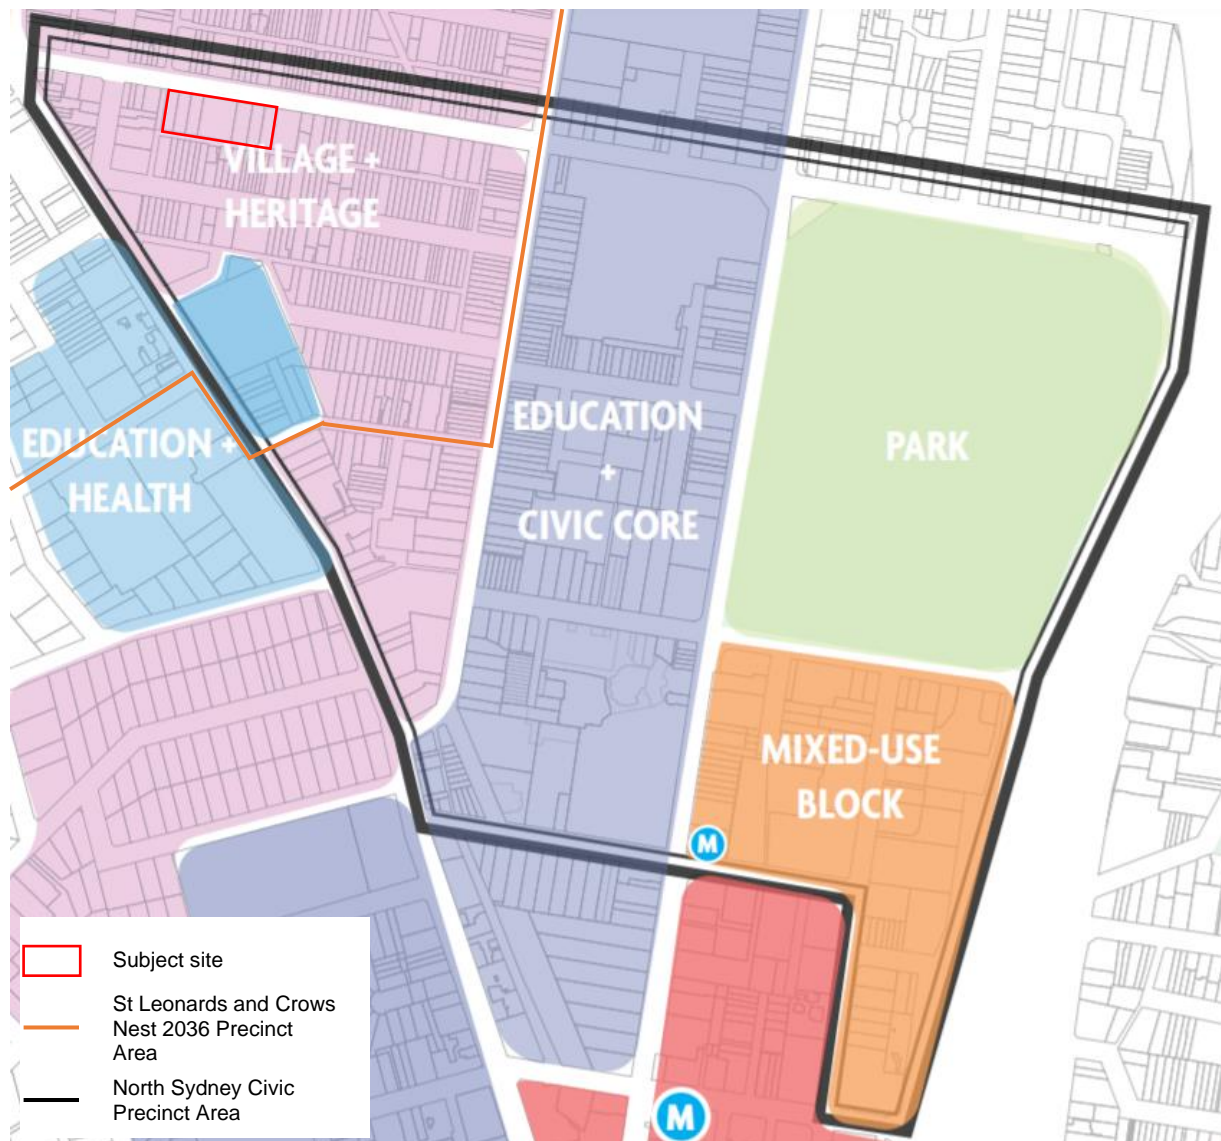 VILLAGE +
HERITAGE
EDUCATION +
HEALTH
EDUCATION
+
CIVIC CORE
PARK
MIXED-USE
BLOCK
M
M
Subject site
St Leonards and Crows
Nest 2036 Precinct
Area
North Sydney Civic
Precinct Area